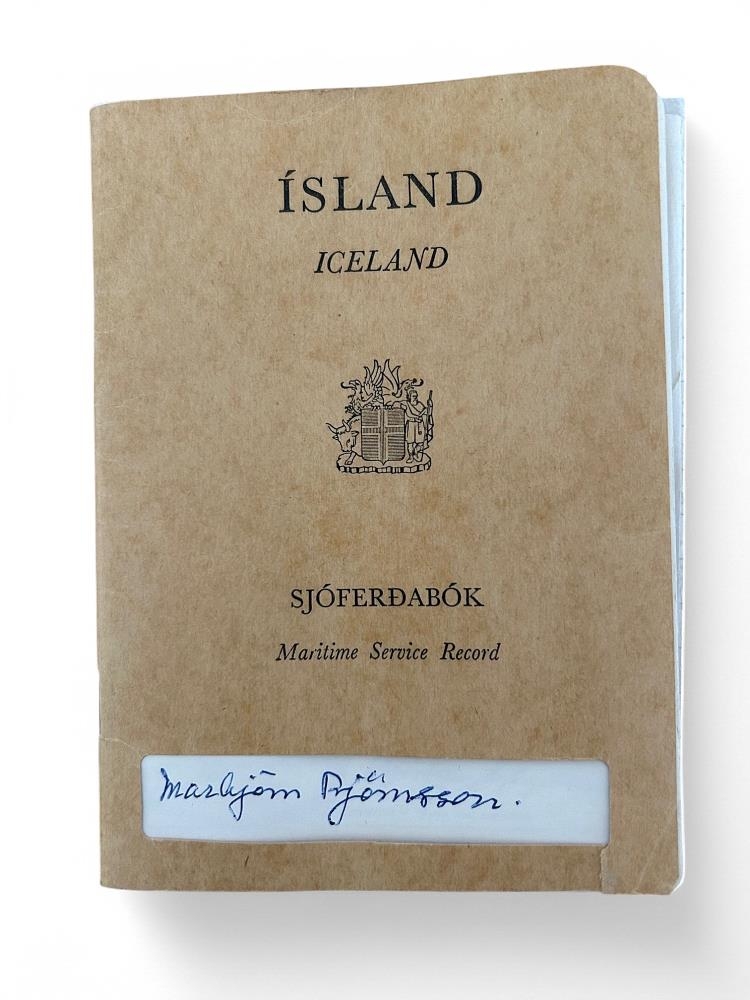 ÍSLAND
ICELAND
SJÓFERÐABÓK
Maritime Service Record
Marbjörn Björnsson.